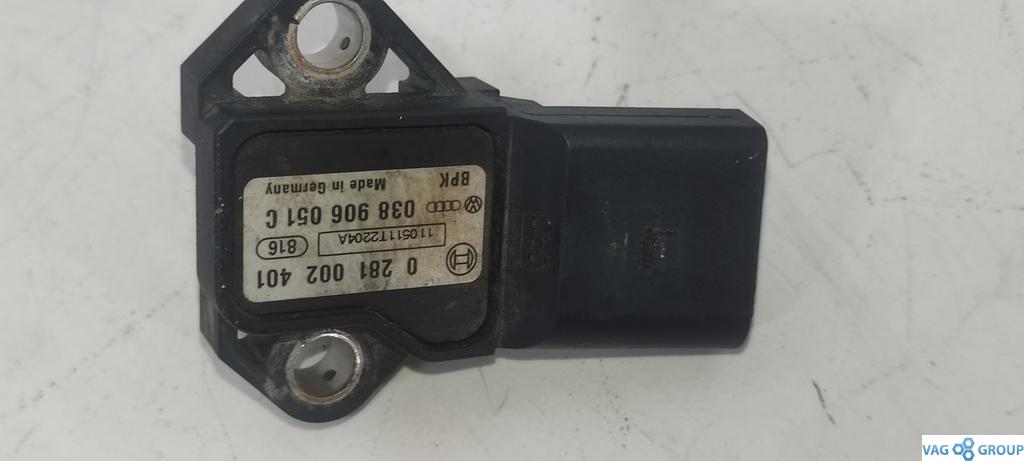 0 281 002 401
110511T2204A 816
038 906 051 C
BPK Made in Germany
VAG GROUP